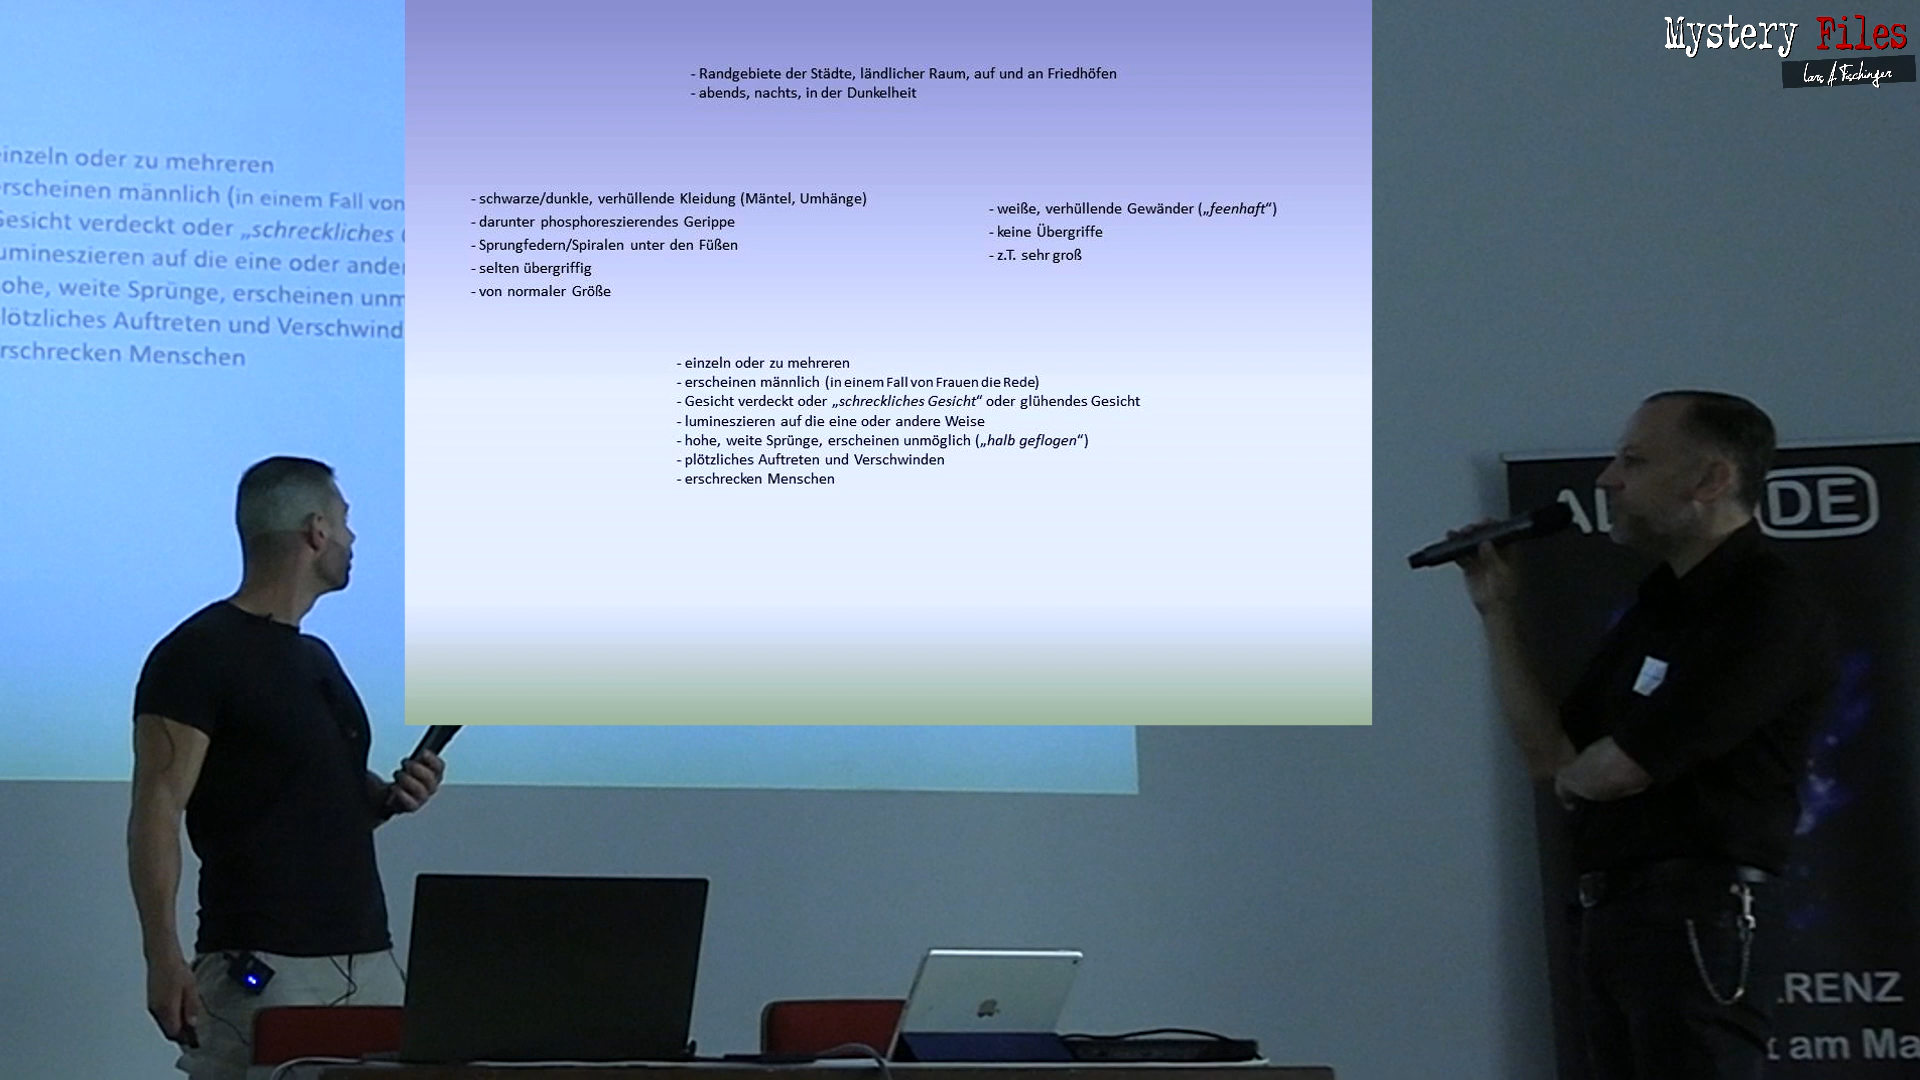 Mystery Files
Lars A. Fischinger
- Randgebiete der Städte, ländlicher Raum, auf und an Friedhöfen
- abends, nachts, in der Dunkelheit
- schwarze/dunkle, verhüllende Kleidung (Mäntel, Umhänge)
- darunter phosphoreszierendes Gerippe
- Sprungfedern/Spiralen unter den Füßen
- selten übergriffig
- von normaler Größe
- weiße, verhüllende Gewänder („feenhaft“)
- keine Übergriffe
- z.T. sehr groß
- einzeln oder zu mehreren
- erscheinen männlich (in einem Fall von Frauen die Rede)
- Gesicht verdeckt oder „schreckliches Gesicht“ oder glühendes Gesicht
- lumineszieren auf die eine oder andere Weise
- hohe, weite Sprünge, erscheinen unmöglich („halb geflogen“)
- plötzliches Auftreten und Verschwinden
- erschrecken Menschen
einzeln oder zu mehreren
erscheinen männlich (in einem Fall von
Gesicht verdeckt oder „schreckliches
umineszieren auf die eine oder ander
ohe, weite Sprünge, erscheinen unm
lötzliches Auftreten und Verschwind
rschrecken Menschen
DE
RENZ
am Ma